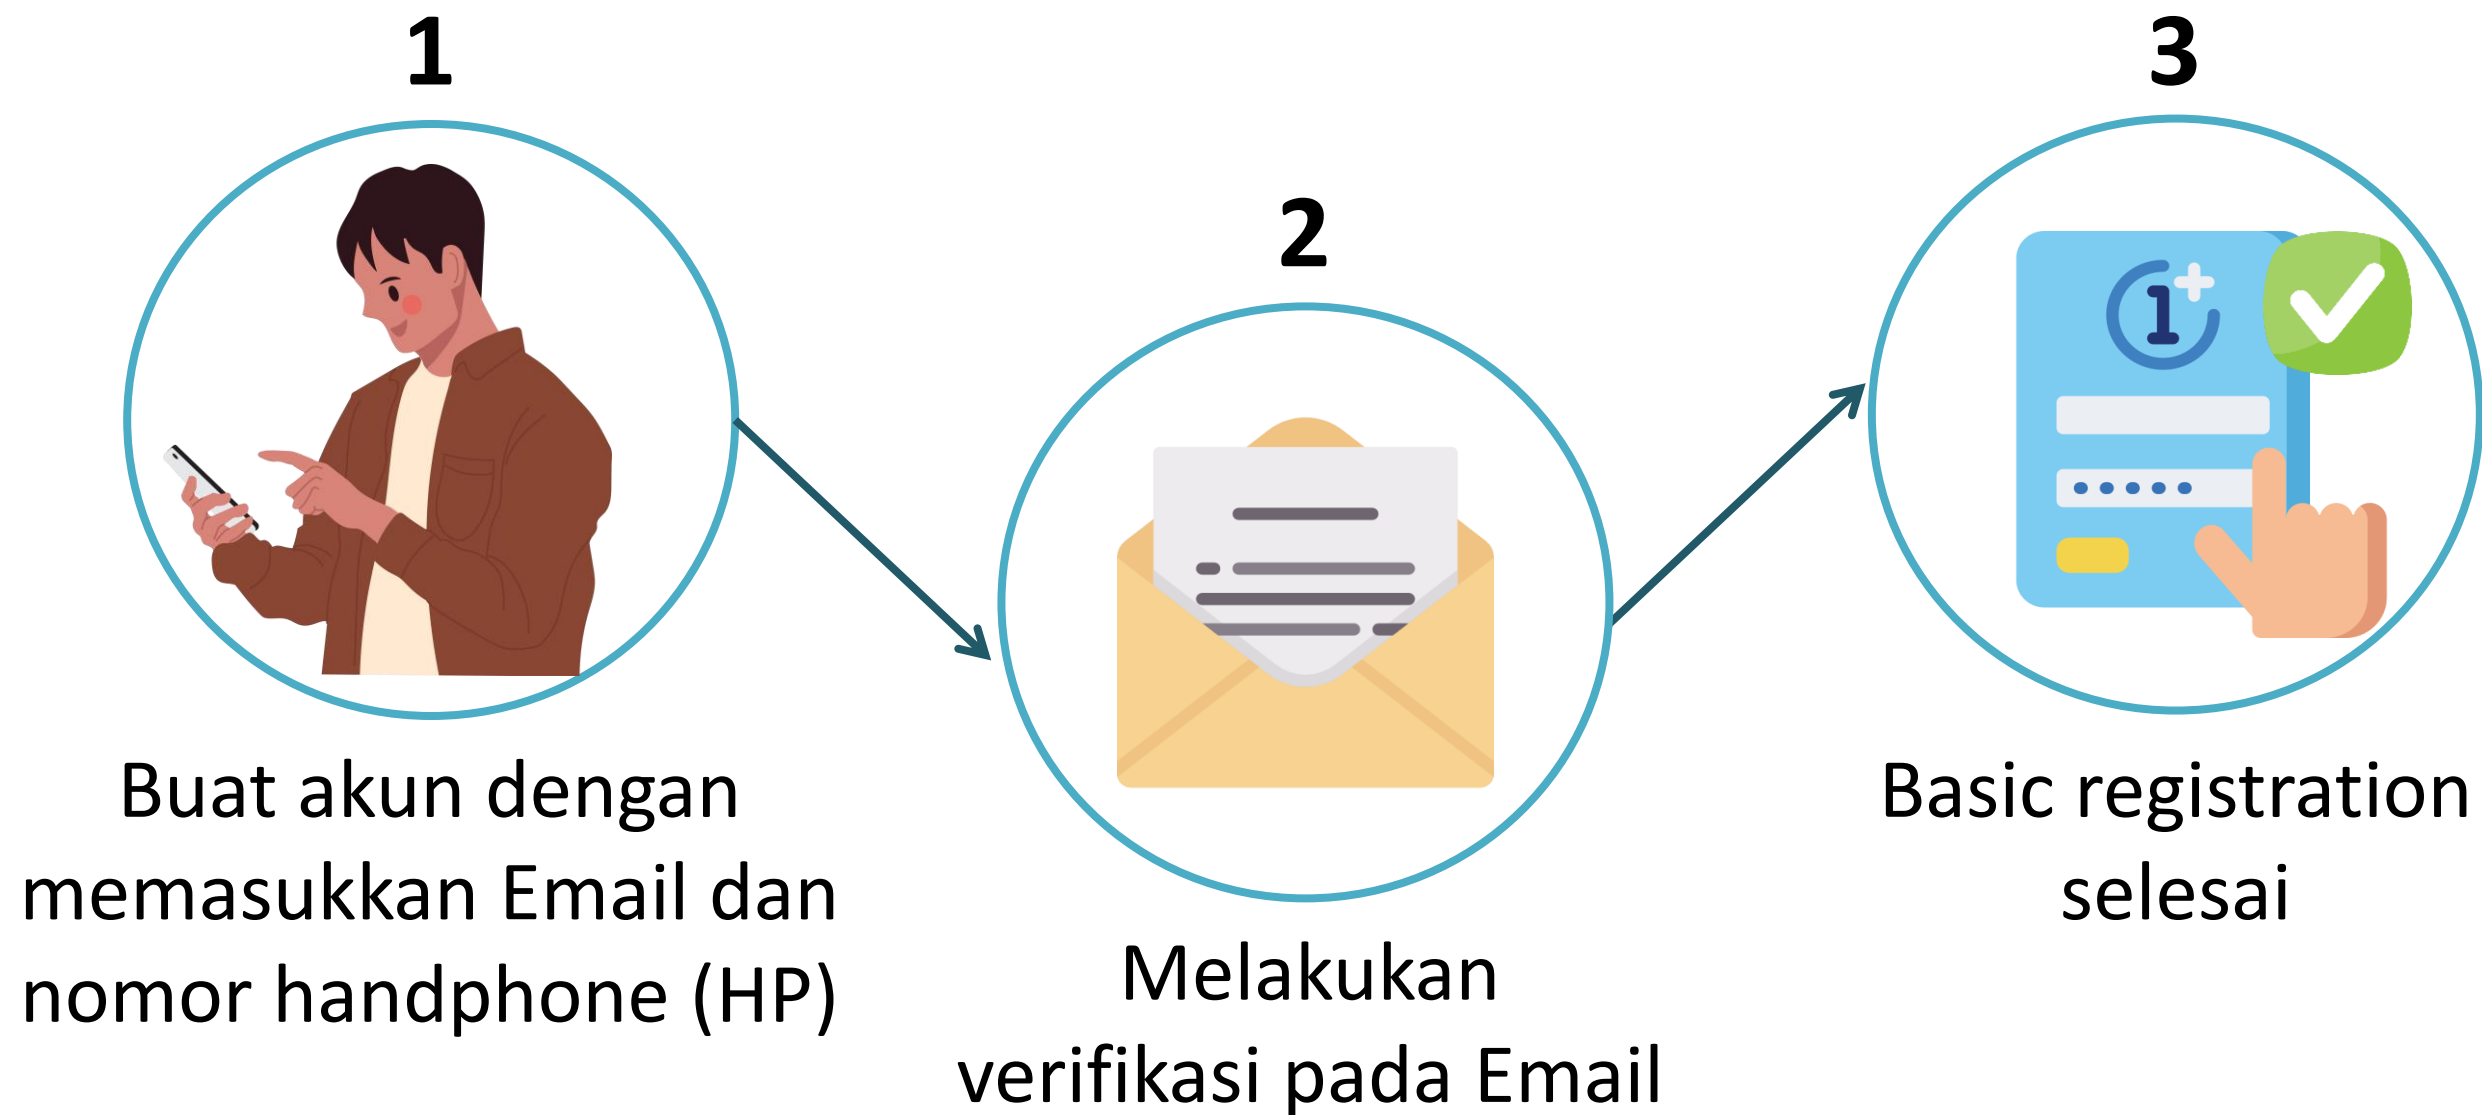 1
Buat akun dengan
memasukkan Email dan
nomor handphone (HP)
2
Melakukan
verifikasi pada Email
3
1+
Basic registration
selesai